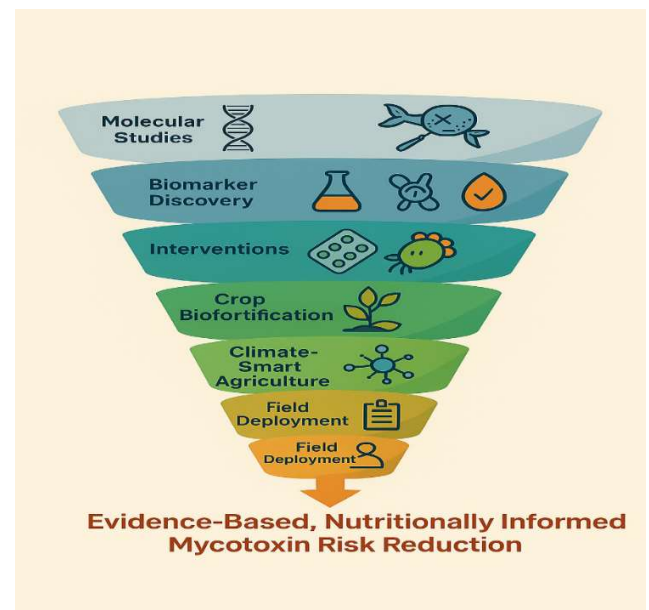 Molecular
Studies
Biomarker
Discovery
Interventions
Crop
Biofortification
Climate-
Smart
Agriculture
Field
Deployment
Field
Deployment
Evidence-Based, Nutritionally Informed
Mycotoxin Risk Reduction